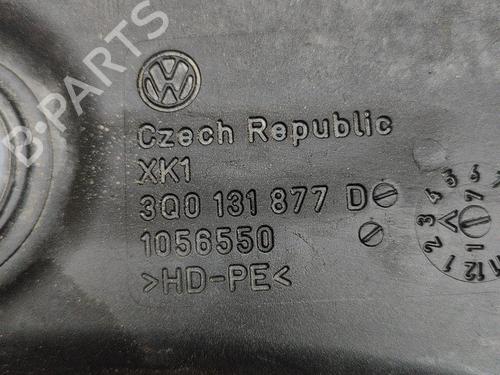 B-PARTS
VW
Czech Republic
XK1
3Q0 131 877 D
1056550
>HD-PE<